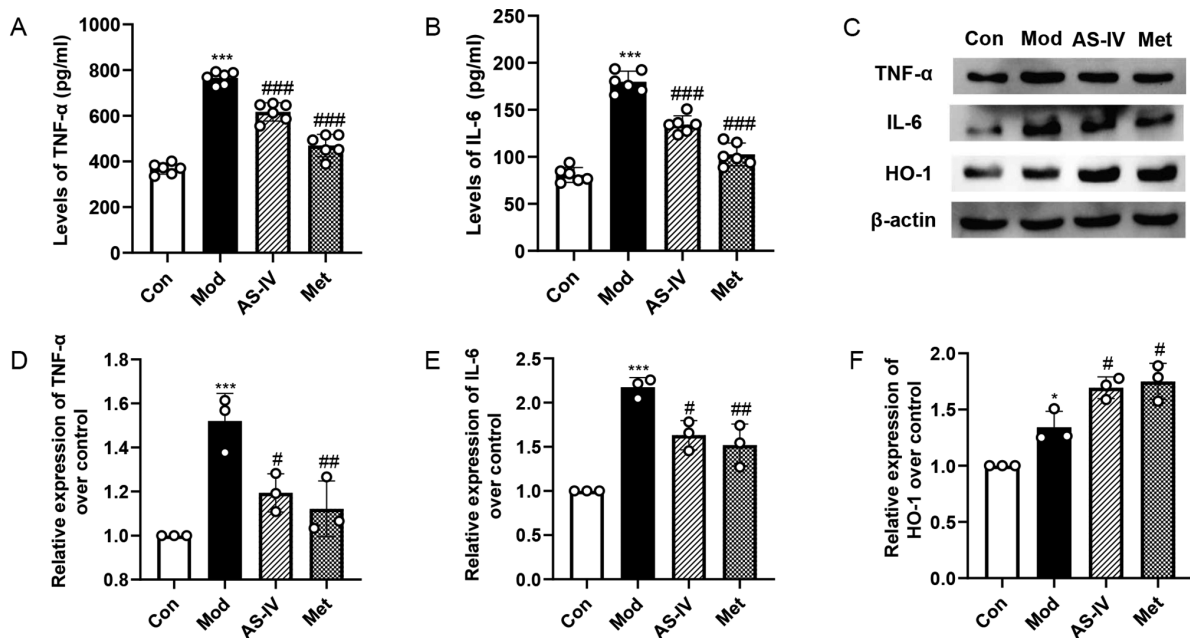 A
Levels of TNF-α (pg/ml)
1000
800
600
400
200
0
***
###
###
Con
Mod
AS-IV
Met
B
Levels of IL-6 (pg/ml)
250
200
150
100
50
0
***
###
###
Con
Mod
AS-IV
Met
C
Con Mod AS-IV Met
TNF-α
IL-6
HO-1
β-actin
D
Relative expression of TNF-α
over control
1.8
1.6
1.4
1.2
1.0
0.8
***
#
##
Con
Mod
AS-IV
Met
E
Relative expression of IL-6
over control
2.5
2.0
1.5
1.0
0.5
0.0
***
#
##
Con
Mod
AS-IV
Met
F
Relative expression of
HO-1 over control
2.0
1.5
1.0
0.5
0.0
*
#
#
Con
Mod
AS-IV
Met